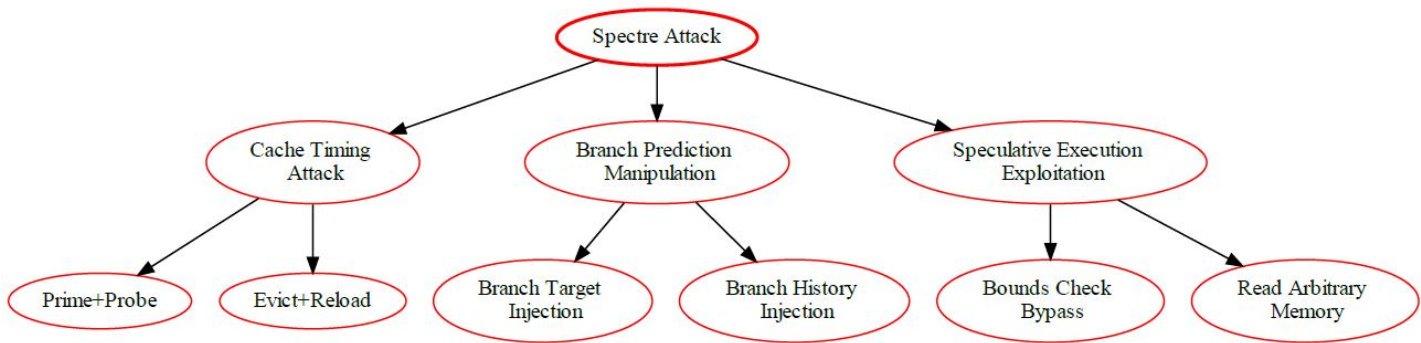 Spectre Attack
Cache Timing
Attack
Branch Prediction
Manipulation
Speculative Execution
Exploitation
Prime+Probe
Evict+Reload
Branch Target
Injection
Branch History
Injection
Bounds Check
Bypass
Read Arbitrary
Memory